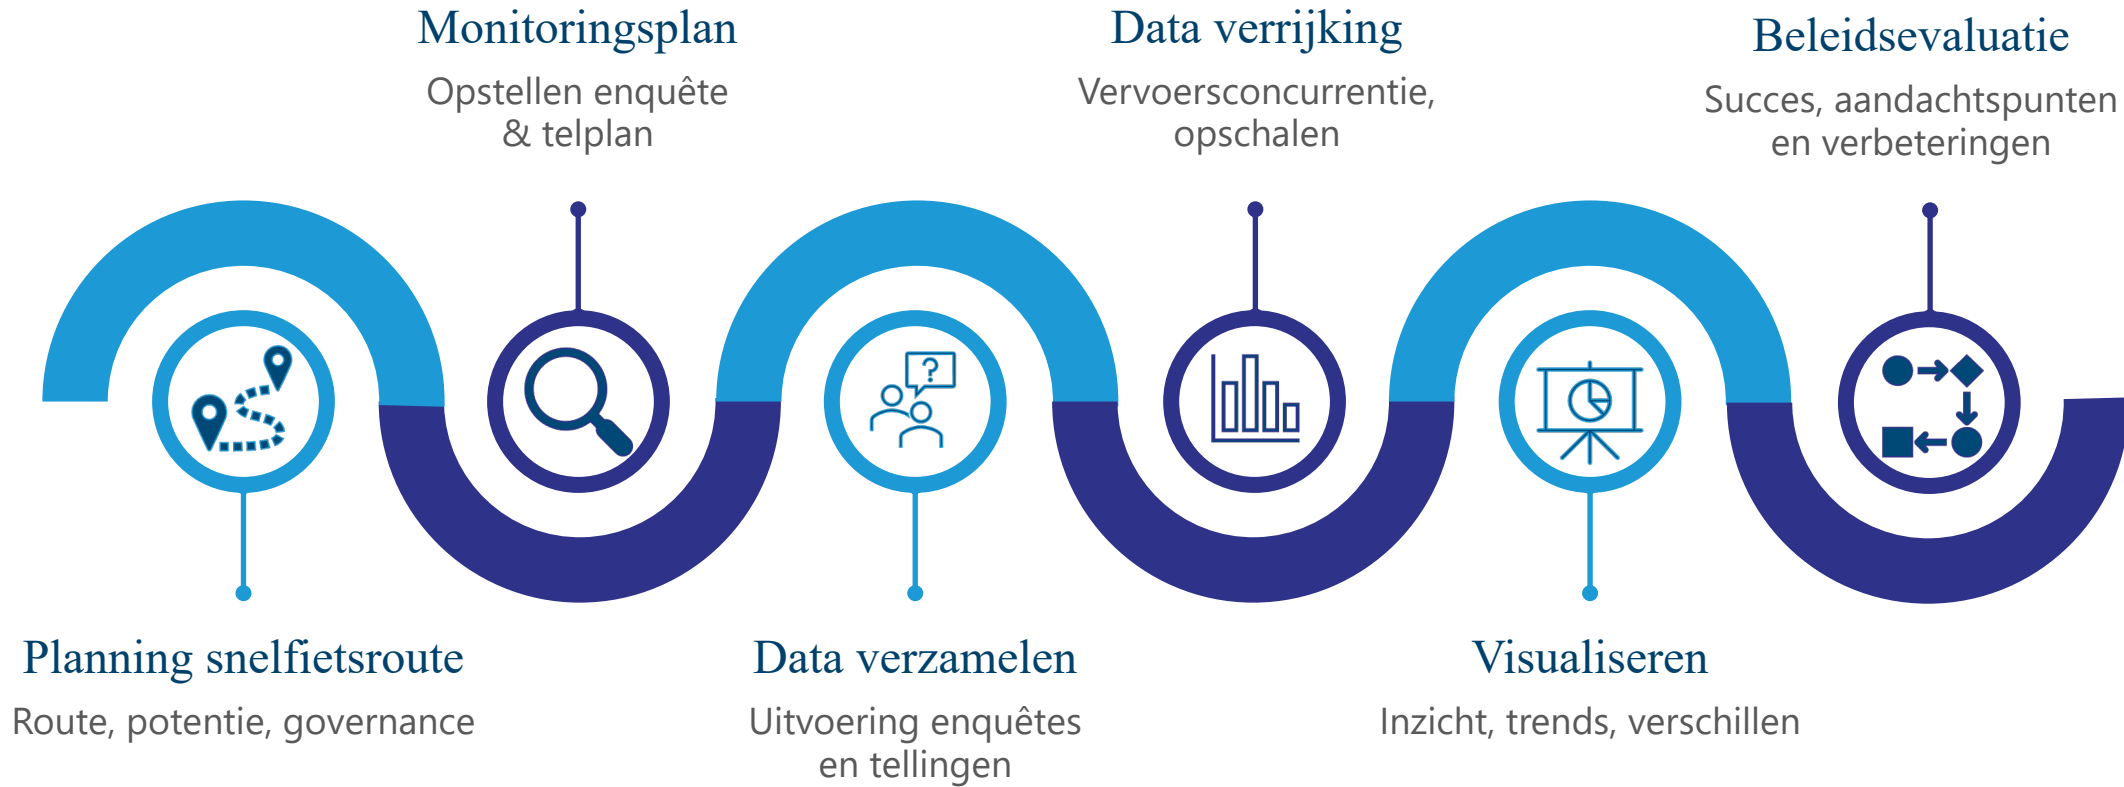 Monitoringsplan
Opstellen enquête
& telplan
Data verrijking
Vervoersconcurrentie,
opschalen
Beleidsevaluatie
Succes, aandachtspunten
en verbeteringen
?
Planning snelfietsroute
Route, potentie, governance
Data verzamelen
Uitvoering enquêtes
en tellingen
Visualiseren
Inzicht, trends, verschillen